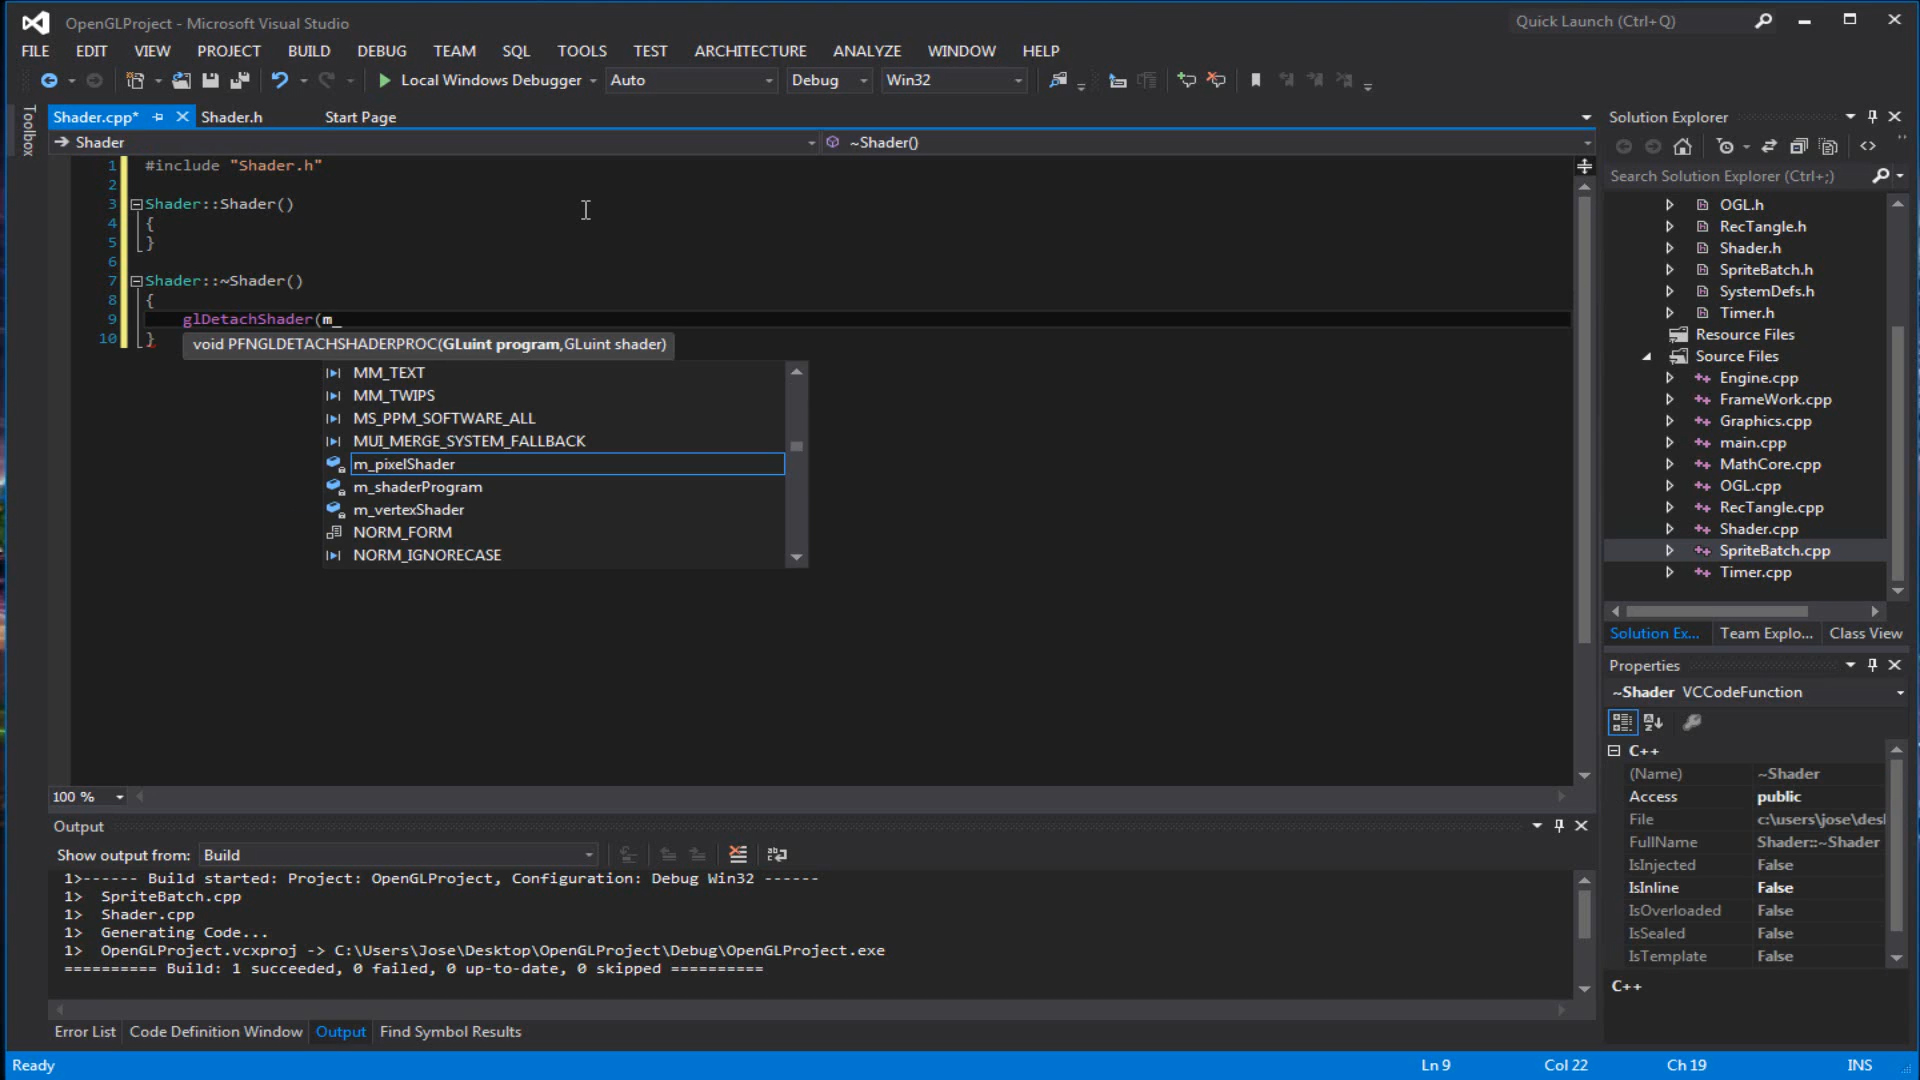 OpenGLProject - Microsoft Visual Studio
Quick Launch (Ctrl+Q)
FILE EDIT VIEW PROJECT BUILD DEBUG TEAM SQL TOOLS TEST ARCHITECTURE ANALYZE WINDOW HELP
Local Windows Debugger Auto Debug Win32
Toolbox
Shader.cpp* Shader.h Start Page
Shader ~Shader()
1 #include "Shader.h"
2
3 Shader::Shader()
4 {
5 }
6
7 Shader::~Shader()
8 {
9 glDetachShader(m_
10 }
void PFNGLDETACHSHADERPROC(GLuint program,GLuint shader)
MM_TEXT
MM_TWIPS
MS_PPM_SOFTWARE_ALL
MUI_MERGE_SYSTEM_FALLBACK
m_pixelShader
m_shaderProgram
m_vertexShader
NORM_FORM
NORM_IGNORECASE
100 %
Output
Show output from: Build
1>------ Build started: Project: OpenGLProject, Configuration: Debug Win32 ------
1> SpriteBatch.cpp
1> Shader.cpp
1> Generating Code...
1> OpenGLProject.vcxproj -> C:\Users\Jose\Desktop\OpenGLProject\Debug\OpenGLProject.exe
========== Build: 1 succeeded, 0 failed, 0 up-to-date, 0 skipped ==========
Error List Code Definition Window Output Find Symbol Results
Solution Explorer
Search Solution Explorer (Ctrl+;)
OGL.h
RecTangle.h
Shader.h
SpriteBatch.h
SystemDefs.h
Timer.h
Resource Files
Source Files
Engine.cpp
FrameWork.cpp
Graphics.cpp
main.cpp
MathCore.cpp
OGL.cpp
RecTangle.cpp
Shader.cpp
SpriteBatch.cpp
Timer.cpp
Solution Ex... Team Explo... Class View
Properties
~Shader VCCodeFunction
C++
(Name) ~Shader
Access public
File c:\users\jose\des
FullName Shader::~Shader
IsInjected False
IsInline False
IsOverloaded False
IsSealed False
IsTemplate False
C++
Ready Ln 9 Col 22 Ch 19 INS